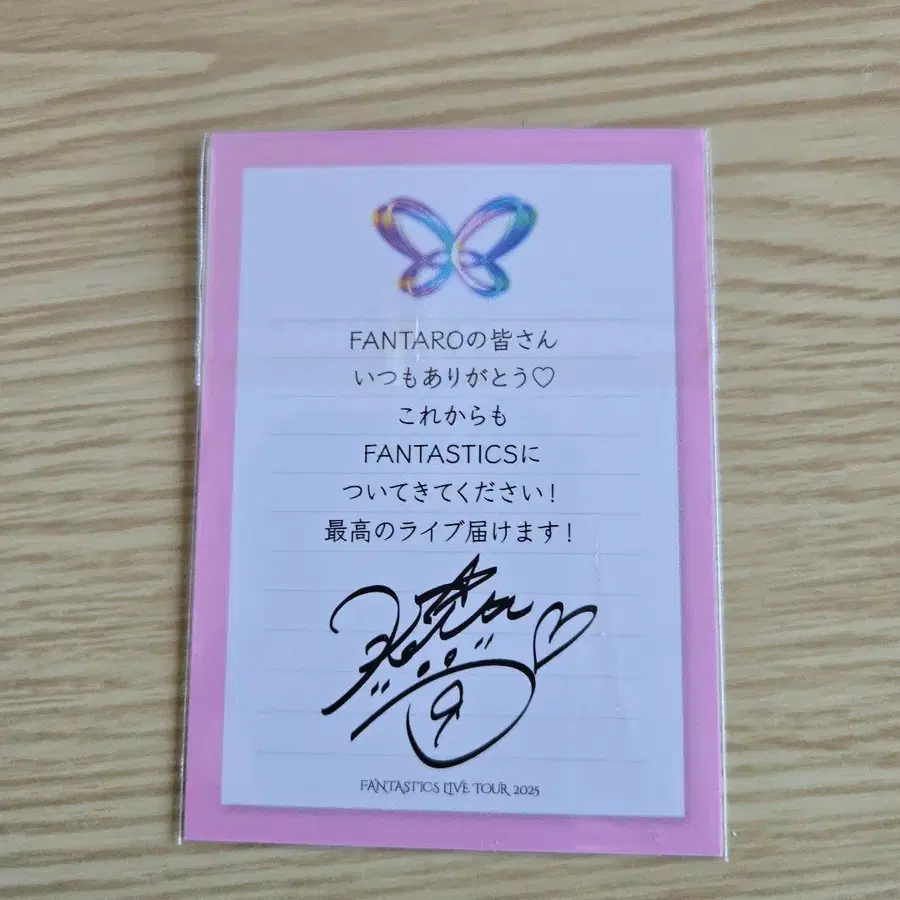 FANTAROの皆さん
いつもありがとう♡
これからも
FANTASTICSに
ついてきてください！
最高のライブ届けます！
FANTASTICS LIVE TOUR 2025